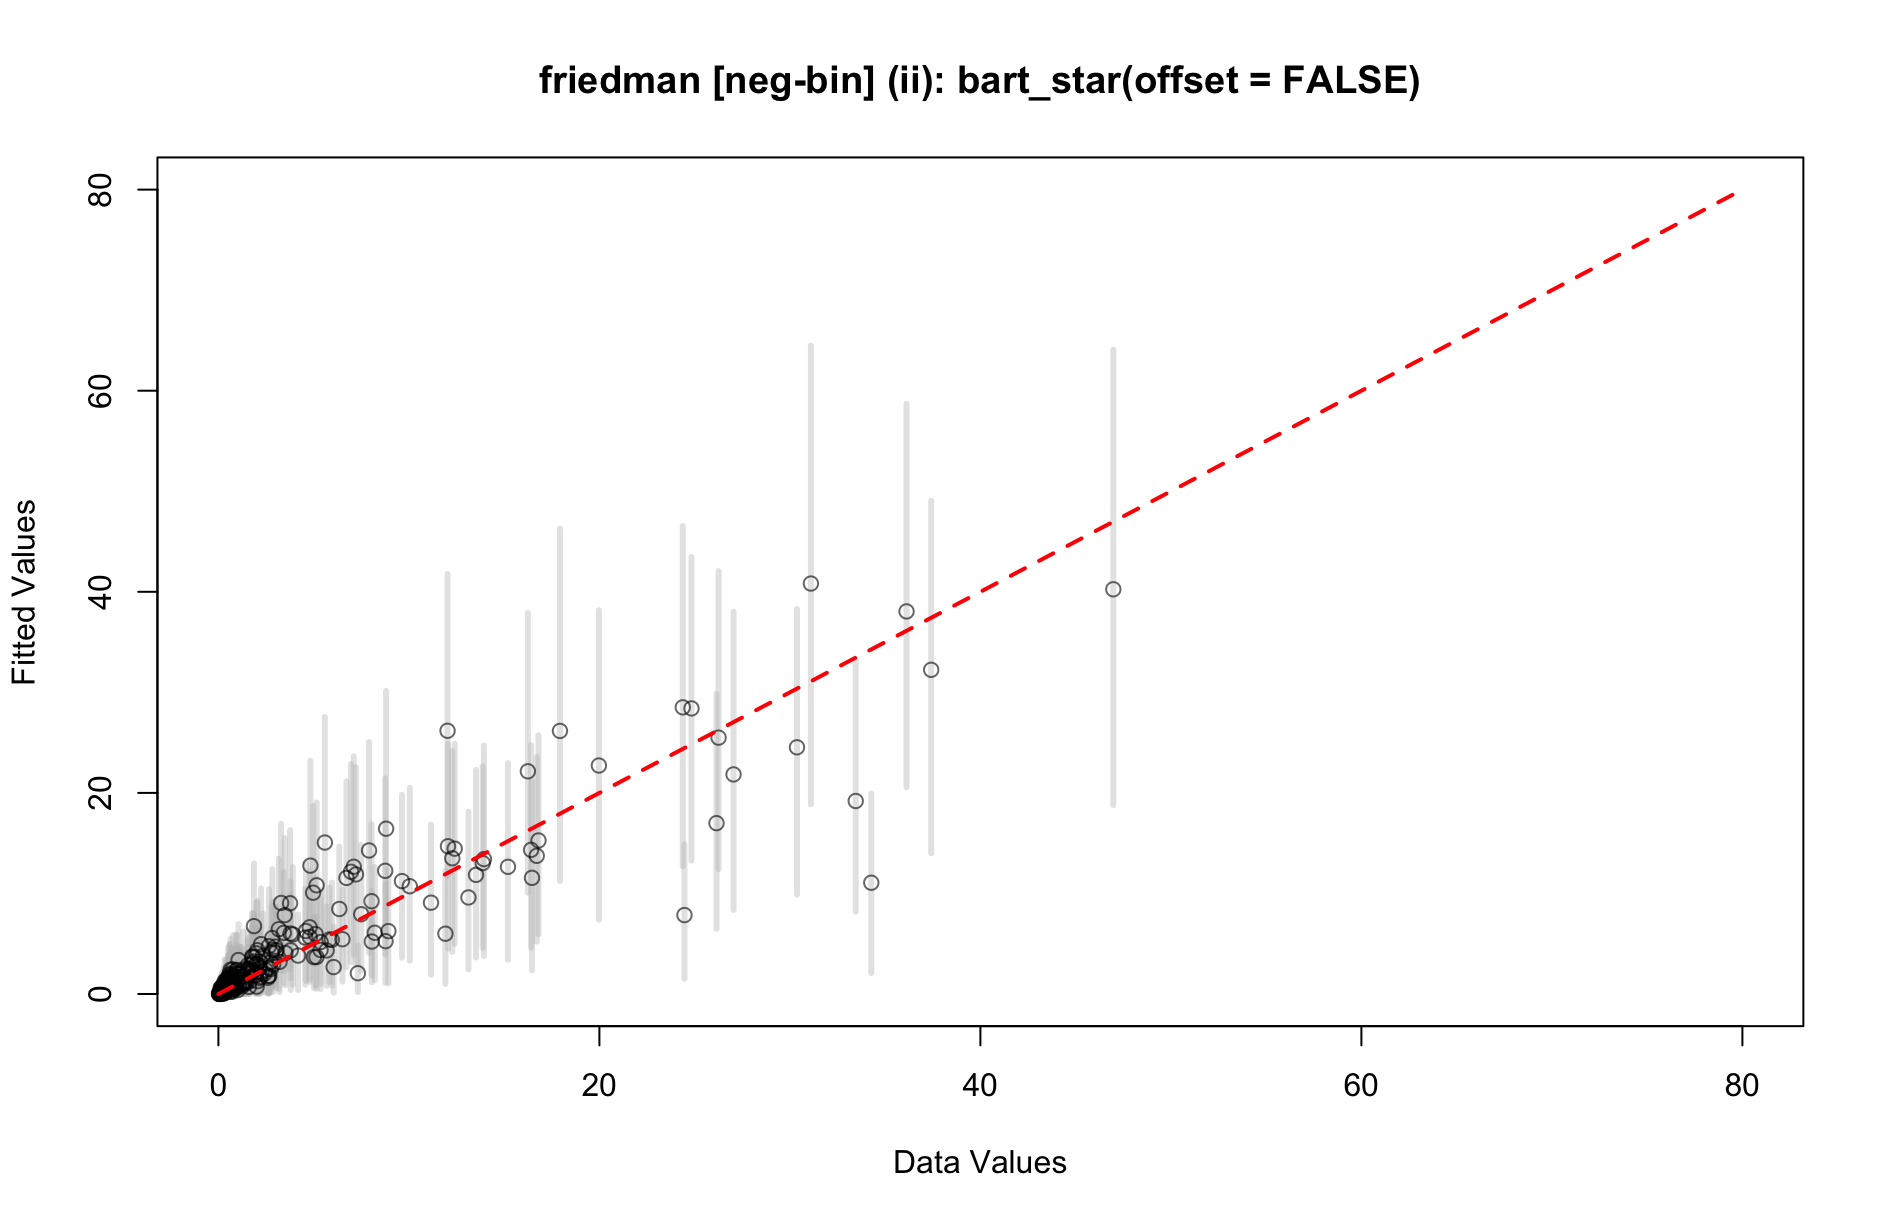 friedman [neg-bin] (ii): bart_star(offset = FALSE)
Fitted Values
80
60
40
20
0
0 20 40 60 80
Data Values